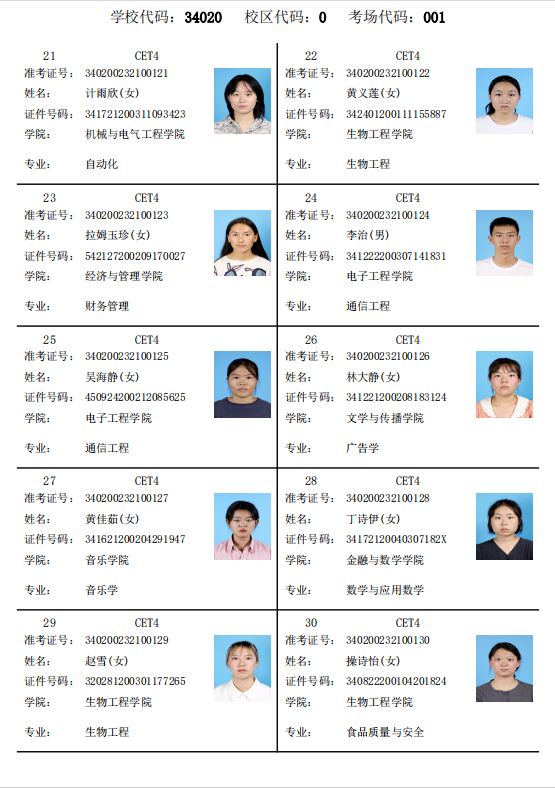 学校代码：34020 校区代码：0 考场代码：001
21 CET4
准考证号：340200232100121
姓名：计雨欣(女)
证件号码：341721200311093423
学院：机械与电气工程学院
专业：自动化
22 CET4
准考证号：340200232100122
姓名：黄义莲(女)
证件号码：342401200111155887
学院：生物工程学院
专业：生物工程
23 CET4
准考证号：340200232100123
姓名：拉姆玉珍(女)
证件号码：542127200209170027
学院：经济与管理学院
专业：财务管理
24 CET4
准考证号：340200232100124
姓名：李治(男)
证件号码：341222200307141831
学院：电子工程学院
专业：通信工程
25 CET4
准考证号：340200232100125
姓名：吴海静(女)
证件号码：450924200212085625
学院：电子工程学院
专业：通信工程
26 CET4
准考证号：340200232100126
姓名：林大静(女)
证件号码：341221200208183124
学院：文学与传播学院
专业：广告学
27 CET4
准考证号：340200232100127
姓名：黄佳茹(女)
证件号码：341621200204291947
学院：音乐学院
专业：音乐学
28 CET4
准考证号：340200232100128
姓名：丁诗伊(女)
证件号码：34172120040307182X
学院：金融与数学学院
专业：数学与应用数学
29 CET4
准考证号：340200232100129
姓名：赵雪(女)
证件号码：320281200301177265
学院：生物工程学院
专业：生物工程
30 CET4
准考证号：340200232100130
姓名：操诗怡(女)
证件号码：340822200104201824
学院：生物工程学院
专业：食品质量与安全